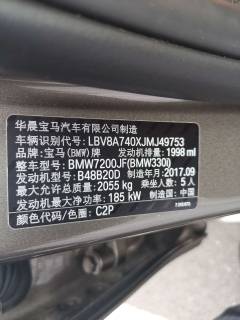 华晨宝马汽车有限公司制造
车辆识别代号:LBV8A740XJMJ49753
品牌:宝马(BMW)牌 发动机排量:1998 ml
整车型号:BMW7200JF(BMW330i)
发动机型号:B48B20D 制造年月:2017.09
最大允许总质量:2055 kg 乘坐人数:5 人
发动机最大净功率:185 kW 制造国:中国
颜色代码/色圈:C2P